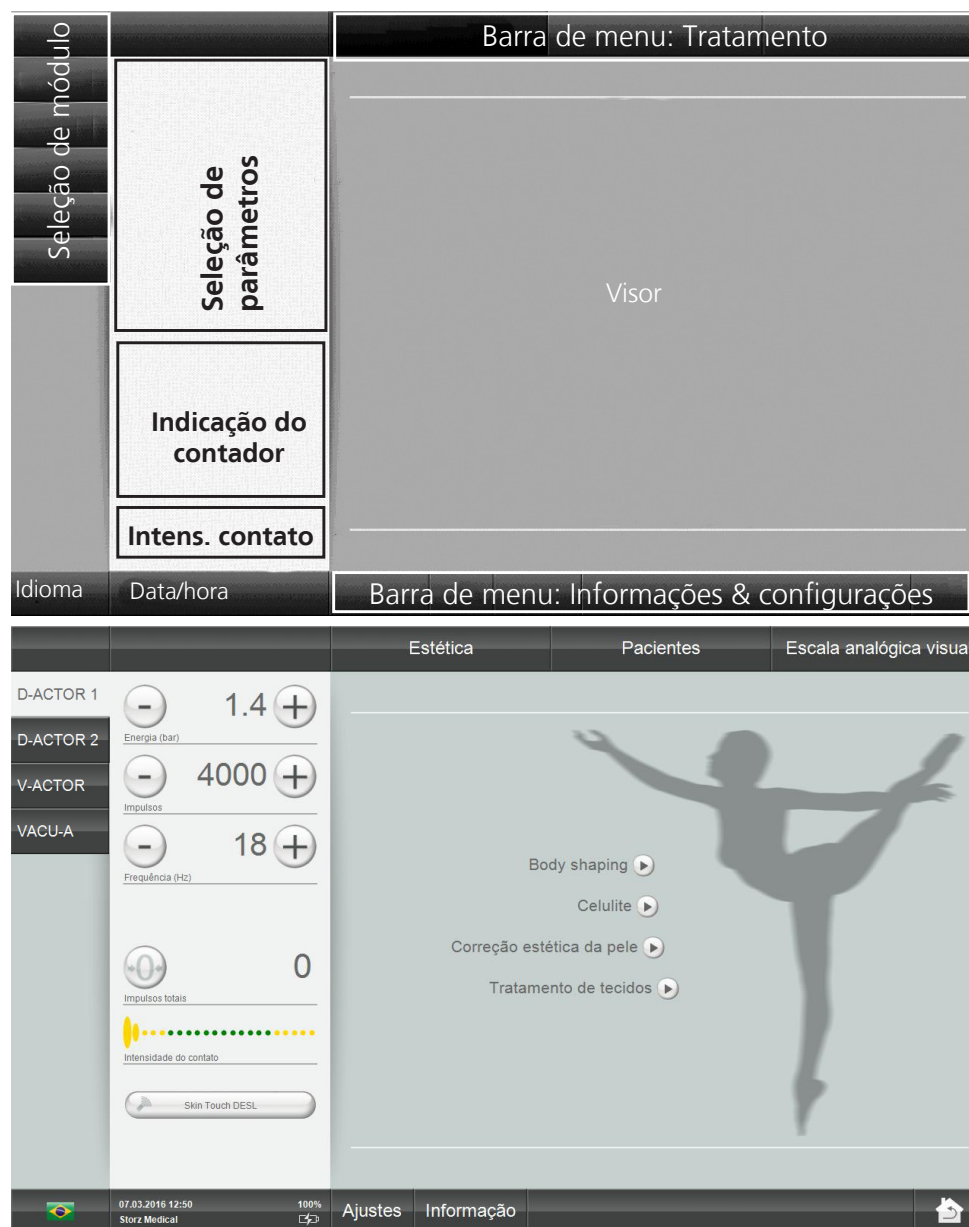 Seleção de módulo
Barra de menu: Tratamento
Seleção de
parâmetros
Visor
Indicação do
contador
Intens. contato
Idioma
Data/hora
Barra de menu: Informações & configurações
Estética
Pacientes
Escala analógica visua
D-ACTOR 1
D-ACTOR 2
V-ACTOR
VACU-A
- 1.4 +
Energia (bar)
- 4000 +
Impulsos
- 18 +
Frequência (Hz)
0 0
Impulsos totais
Intensidade do contato
Skin Touch DESL
Body shaping
Celulite
Correção estética da pele
Tratamento de tecidos
07.03.2016 12:50 100%
Storz Medical
Ajustes
Informação